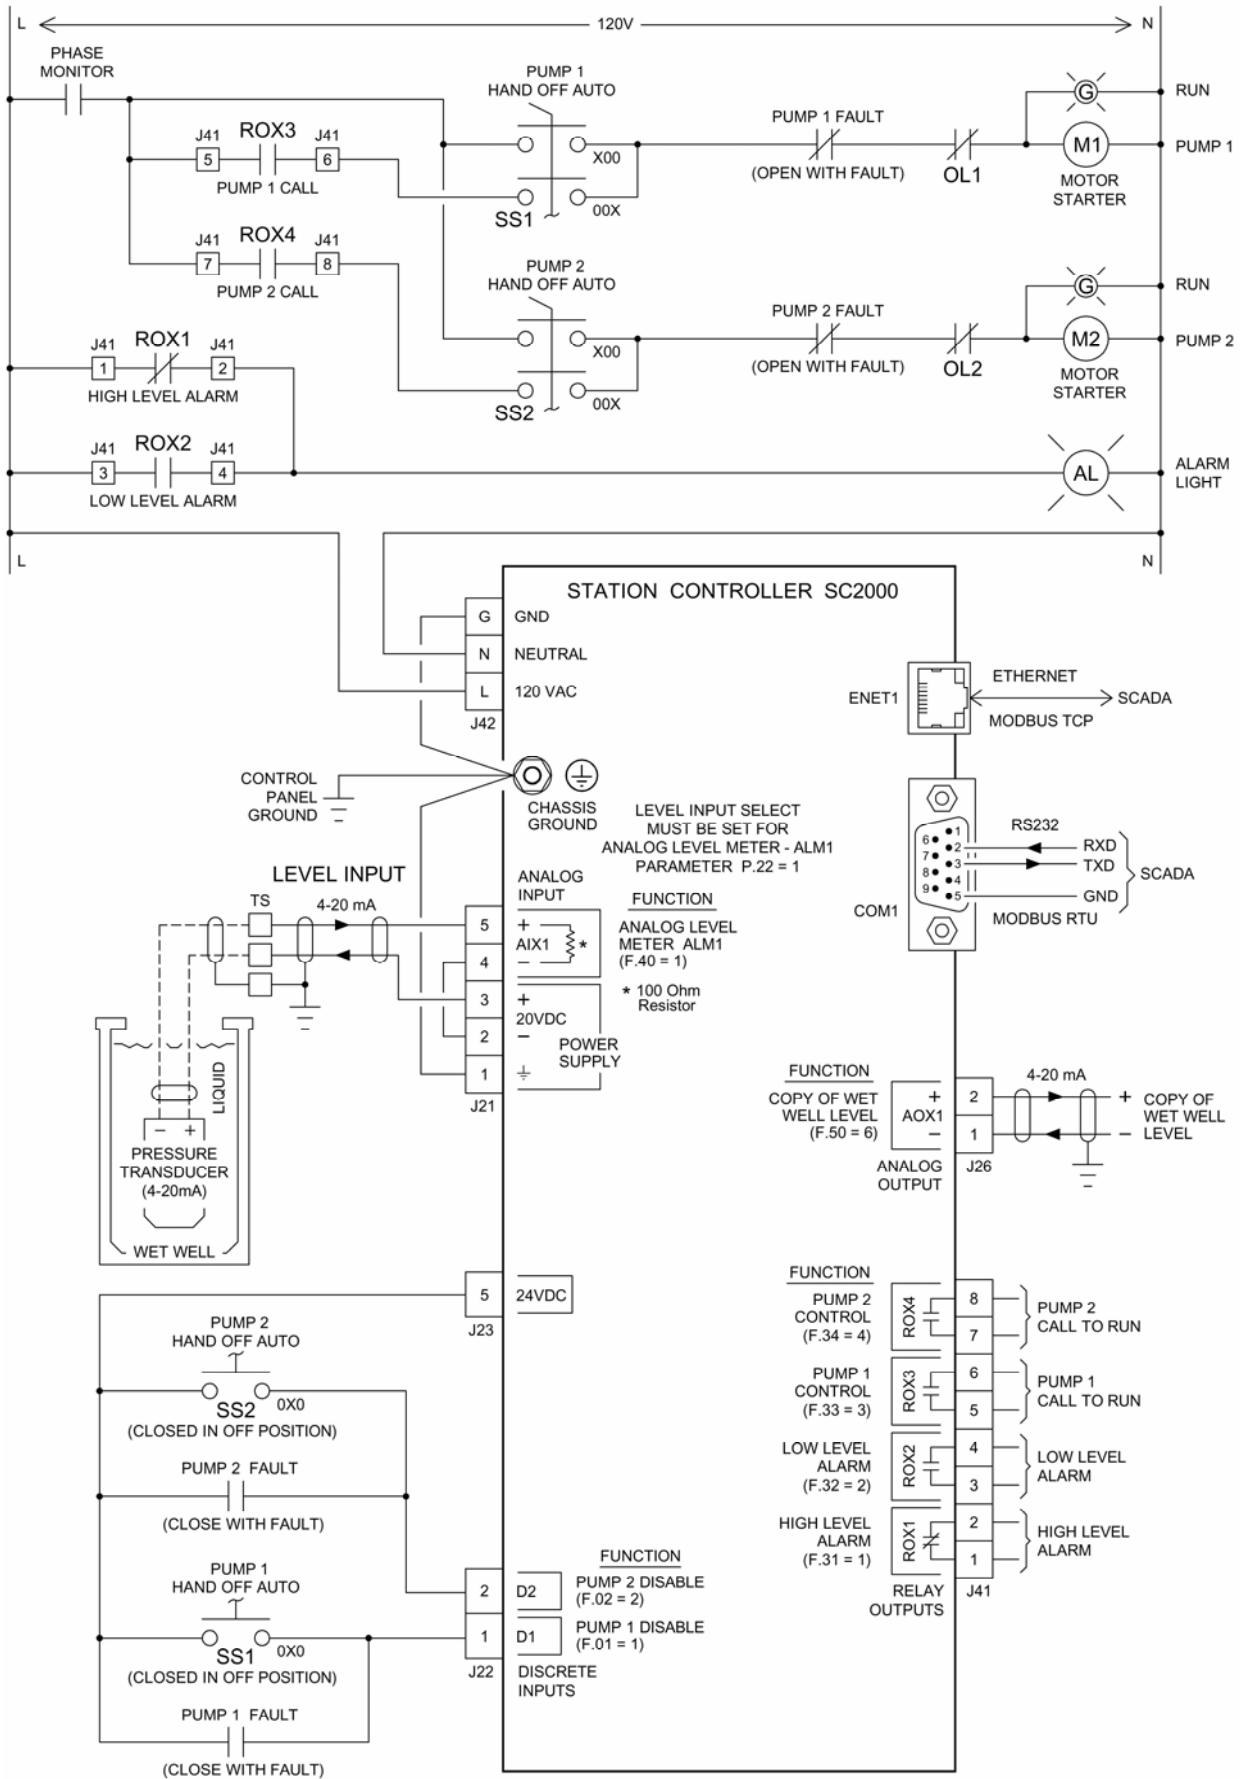 L
120V
N
PHASE
MONITOR
PUMP 1
HAND OFF AUTO
G
RUN
J41
ROX3
J41
5
6
PUMP 1 CALL
X00
PUMP 1 FAULT
(OPEN WITH FAULT)
OL1
M1
PUMP 1
MOTOR
STARTER
SS1
00X
J41
ROX4
J41
7
8
PUMP 2 CALL
PUMP 2
HAND OFF AUTO
G
RUN
J41
ROX1
J41
1
2
HIGH LEVEL ALARM
X00
PUMP 2 FAULT
(OPEN WITH FAULT)
OL2
M2
PUMP 2
MOTOR
STARTER
SS2
00X
J41
ROX2
J41
3
4
LOW LEVEL ALARM
AL
ALARM
LIGHT
L
N
STATION CONTROLLER SC2000
G
GND
N
NEUTRAL
L
120 VAC
J42
ENET1
ETHERNET
SCADA
MODBUS TCP
CONTROL
PANEL
GROUND
CHASSIS
GROUND
LEVEL INPUT SELECT
MUST BE SET FOR
ANALOG LEVEL METER - ALM1
PARAMETER P.22 = 1
RS232
1
6
2
7
3
8
4
9
5
RXD
TXD
GND
SCADA
COM1
MODBUS RTU
LEVEL INPUT
TS
4-20 mA
ANALOG
INPUT
FUNCTION
ANALOG LEVEL
METER ALM1
(F.40 = 1)
* 100 Ohm
Resistor
5
+
AIX1
*
4
−
3
+
20VDC
2
−
POWER
SUPPLY
1
J21
LIQUID
− +
PRESSURE
TRANSDUCER
(4-20mA)
WET WELL
FUNCTION
COPY OF WET
WELL LEVEL
(F.50 = 6)
+
AOX1
−
2
1
J26
ANALOG
OUTPUT
4-20 mA
+
−
COPY OF
WET WELL
LEVEL
5
24VDC
J23
PUMP 2
HAND OFF AUTO
SS2
0X0
(CLOSED IN OFF POSITION)
PUMP 2 FAULT
(CLOSE WITH FAULT)
PUMP 1
HAND OFF AUTO
SS1
0X0
(CLOSED IN OFF POSITION)
PUMP 1 FAULT
(CLOSE WITH FAULT)
FUNCTION
2
D2
PUMP 2 DISABLE
(F.02 = 2)
1
D1
PUMP 1 DISABLE
(F.01 = 1)
J22
DISCRETE
INPUTS
FUNCTION
PUMP 2
CONTROL
(F.34 = 4)
ROX4
8
7
PUMP 2
CALL TO RUN
PUMP 1
CONTROL
(F.33 = 3)
ROX3
6
5
PUMP 1
CALL TO RUN
LOW LEVEL
ALARM
(F.32 = 2)
ROX2
4
3
LOW LEVEL
ALARM
HIGH LEVEL
ALARM
(F.31 = 1)
ROX1
2
1
HIGH LEVEL
ALARM
RELAY
OUTPUTS
J41